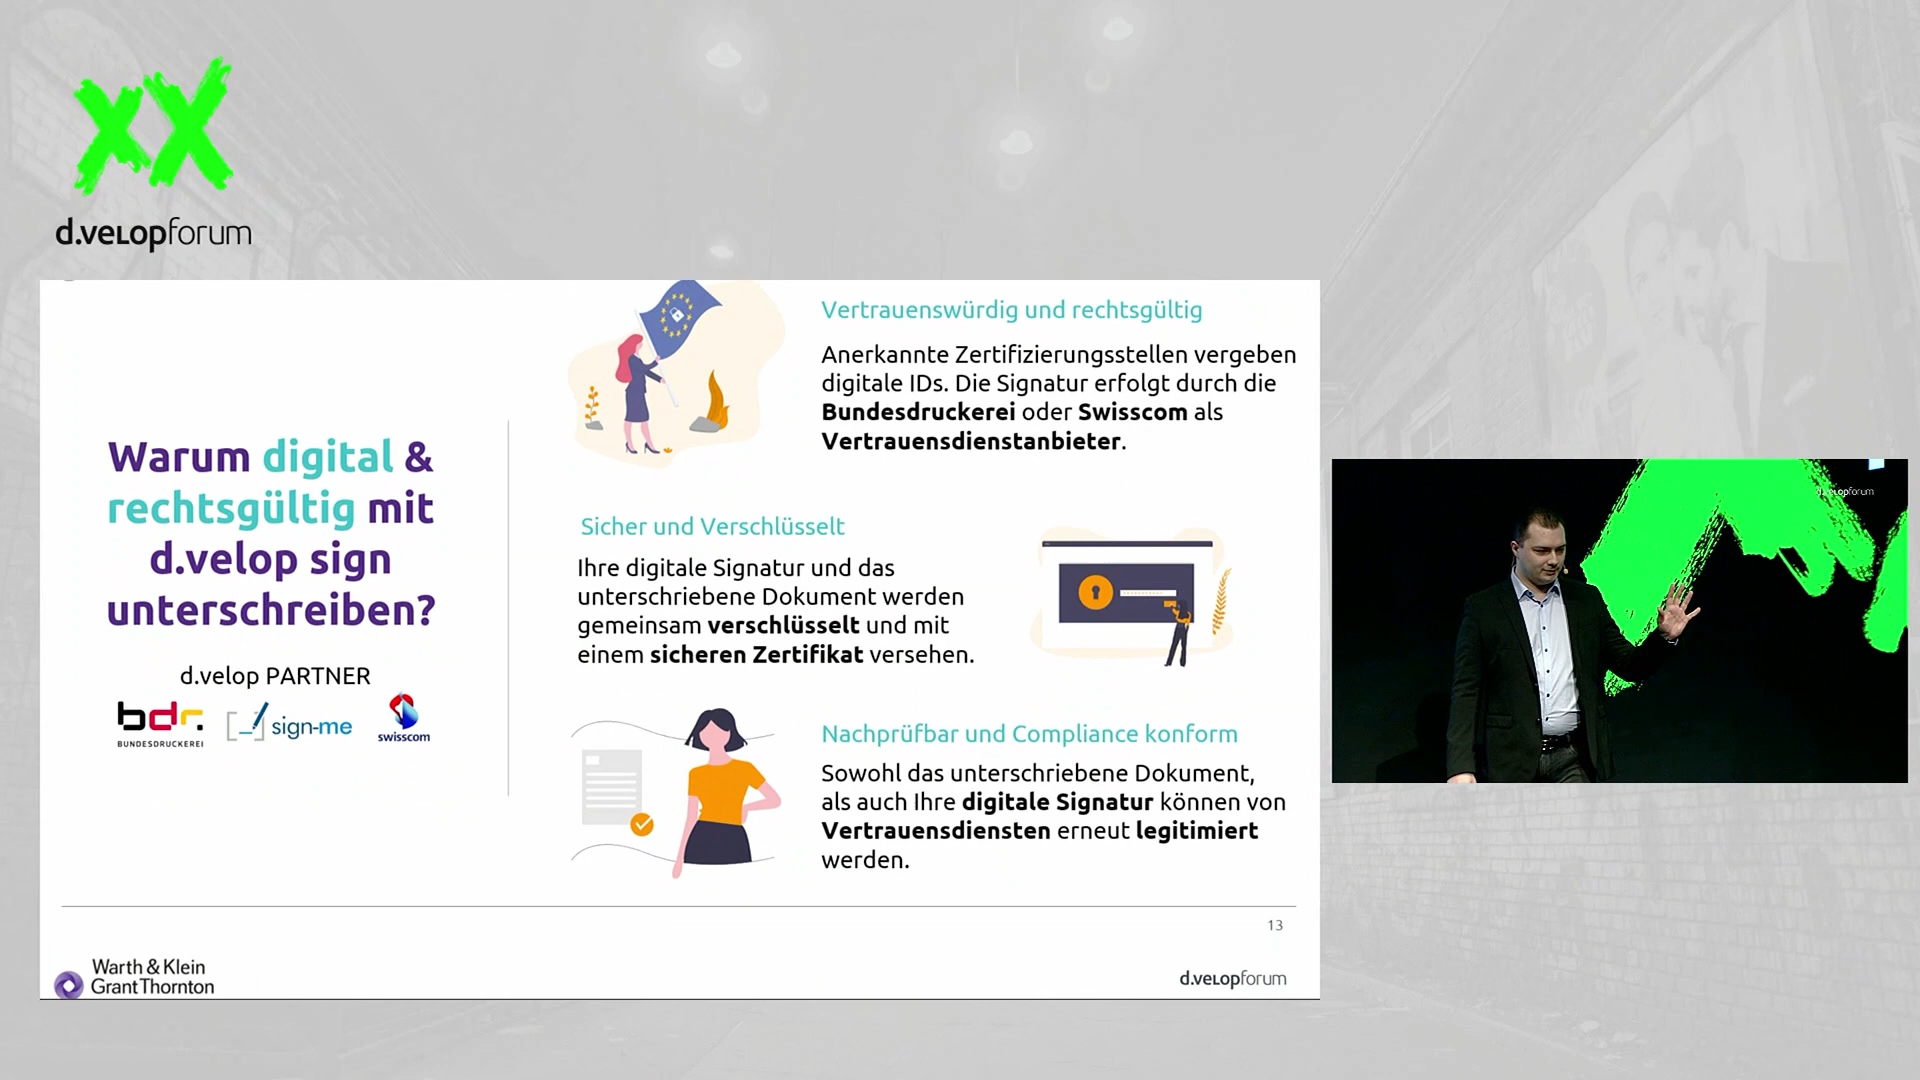 xX
d.velopforum
Warum digital &
rechtsgültig mit
d.velop sign
unterschreiben?
d.velop PARTNER
bdr.
BUNDESDRUCKEREI
sign-me
swisscom
Vertrauenswürdig und rechtsgültig
Anerkannte Zertifizierungsstellen vergeben
digitale IDs. Die Signatur erfolgt durch die
Bundesdruckerei oder Swisscom als
Vertrauensdienstanbieter.
Sicher und Verschlüsselt
Ihre digitale Signatur und das
unterschriebene Dokument werden
gemeinsam verschlüsselt und mit
einem sicheren Zertifikat versehen.
Nachprüfbar und Compliance konform
Sowohl das unterschriebene Dokument,
als auch Ihre digitale Signatur können von
Vertrauensdiensten erneut legitimiert
werden.
13
Warth & Klein
Grant Thornton
d.velopforum
d.velopforum